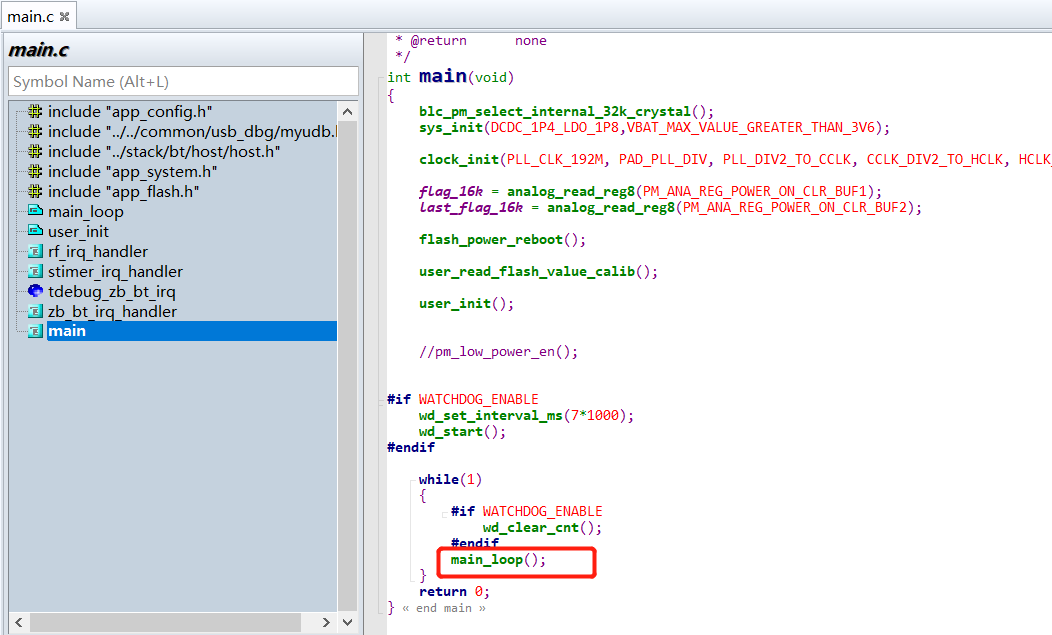 main.c
main.c
Symbol Name (Alt+L)
include "app_config.h"
include "../../common/usb_dbg/myudb.
include "../stack/bt/host/host.h"
include "app_system.h"
include "app_flash.h"
main_loop
user_init
rf_irq_handler
stimer_irq_handler
tdebug_zb_bt_irq
zb_bt_irq_handler
main
* @return none
*/
int main(void)
{
blc_pm_select_internal_32k_crystal();
sys_init(DCDC_1P4_LDO_1P8,VBAT_MAX_VALUE_GREATER_THAN_3V6);
clock_init(PLL_CLK_192M, PAD_PLL_DIV, PLL_DIV2_TO_CCLK, CCLK_DIV2_TO_HCLK, HCLK_
flag_16k = analog_read_reg8(PM_ANA_REG_POWER_ON_CLR_BUF1);
last_flag_16k = analog_read_reg8(PM_ANA_REG_POWER_ON_CLR_BUF2);
flash_power_reboot();
user_read_flash_value_calib();
user_init();
//pm_low_power_en();
#if WATCHDOG_ENABLE
wd_set_interval_ms(7*1000);
wd_start();
#endif
while(1)
{
#if WATCHDOG_ENABLE
wd_clear_cnt();
#endif
main_loop();
}
return 0;
} « end main »